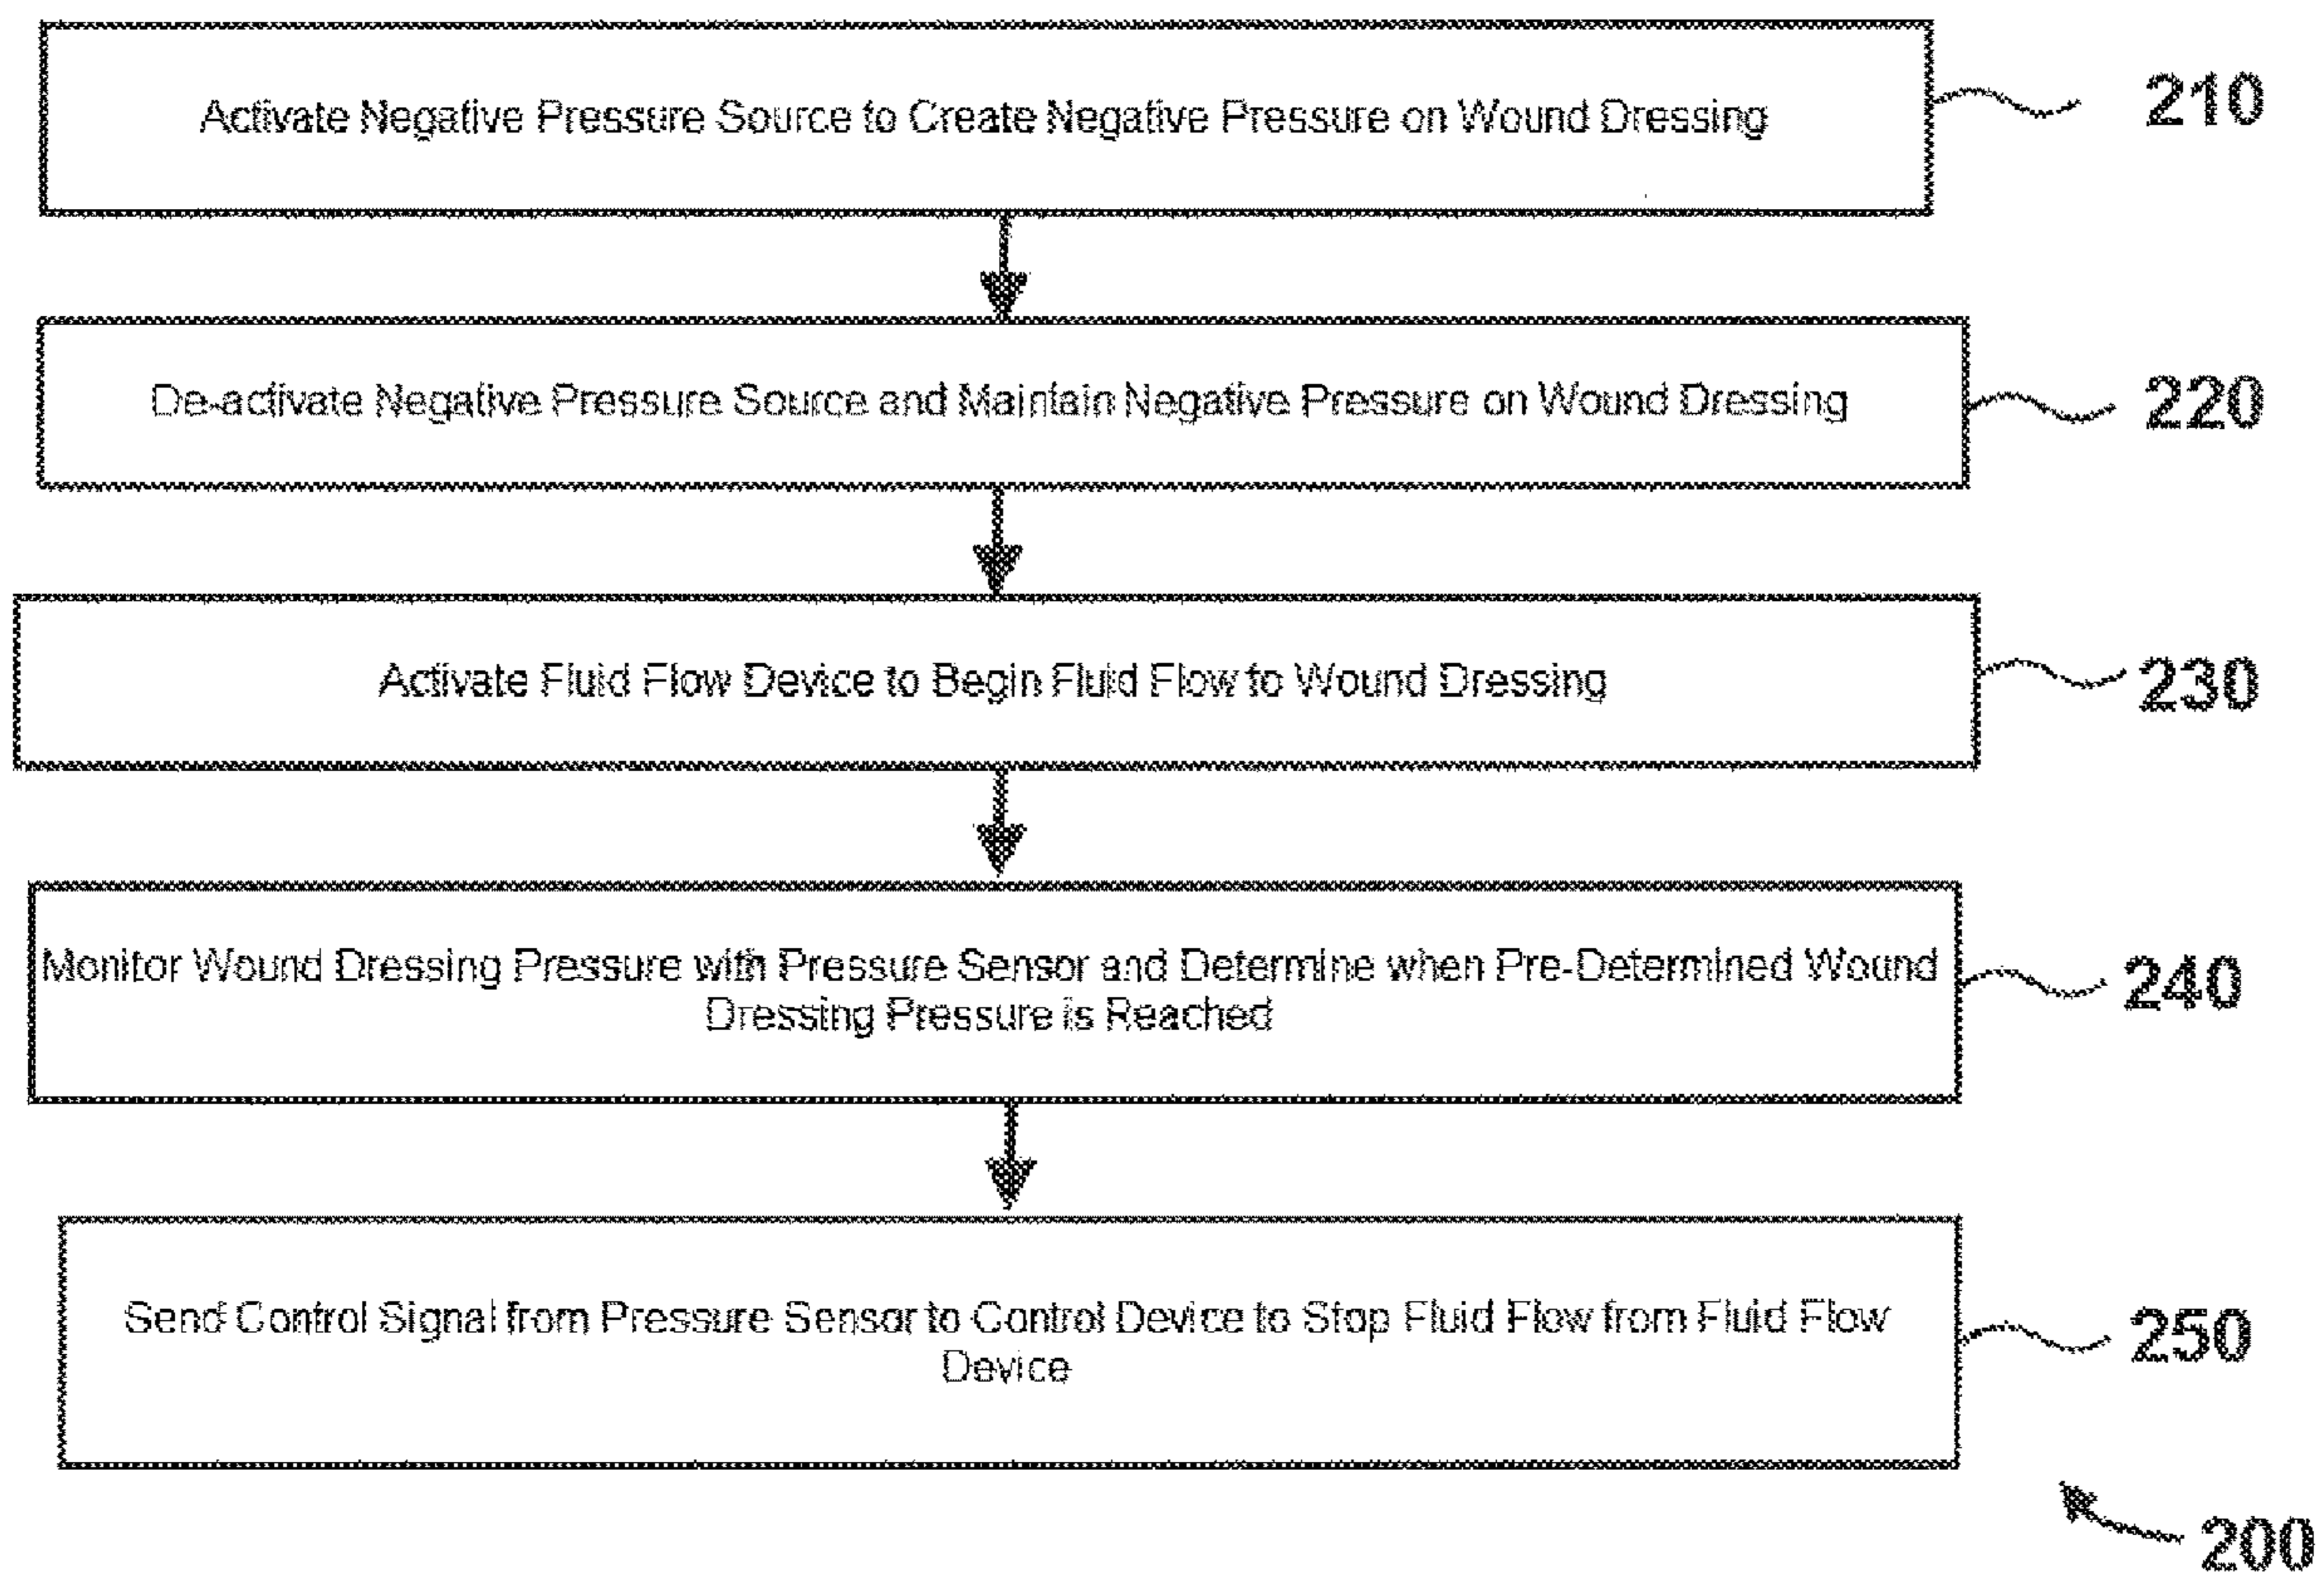 Activate Negative Pressure Source to Create Negative Pressure on Wound Dressing
210
De-activate Negative Pressure Source and Maintain Negative Pressure on Wound Dressing
220
Activate Fluid Flow Device to Begin Fluid Flow to Wound Dressing
230
Monitor Wound Dressing Pressure with Pressure Sensor and Determine when Pre-Determined Wound
Dressing Pressure is Reached
240
Send Control Signal from Pressure Sensor to Control Device to Stop Fluid Flow from Fluid Flow
Device
250
200